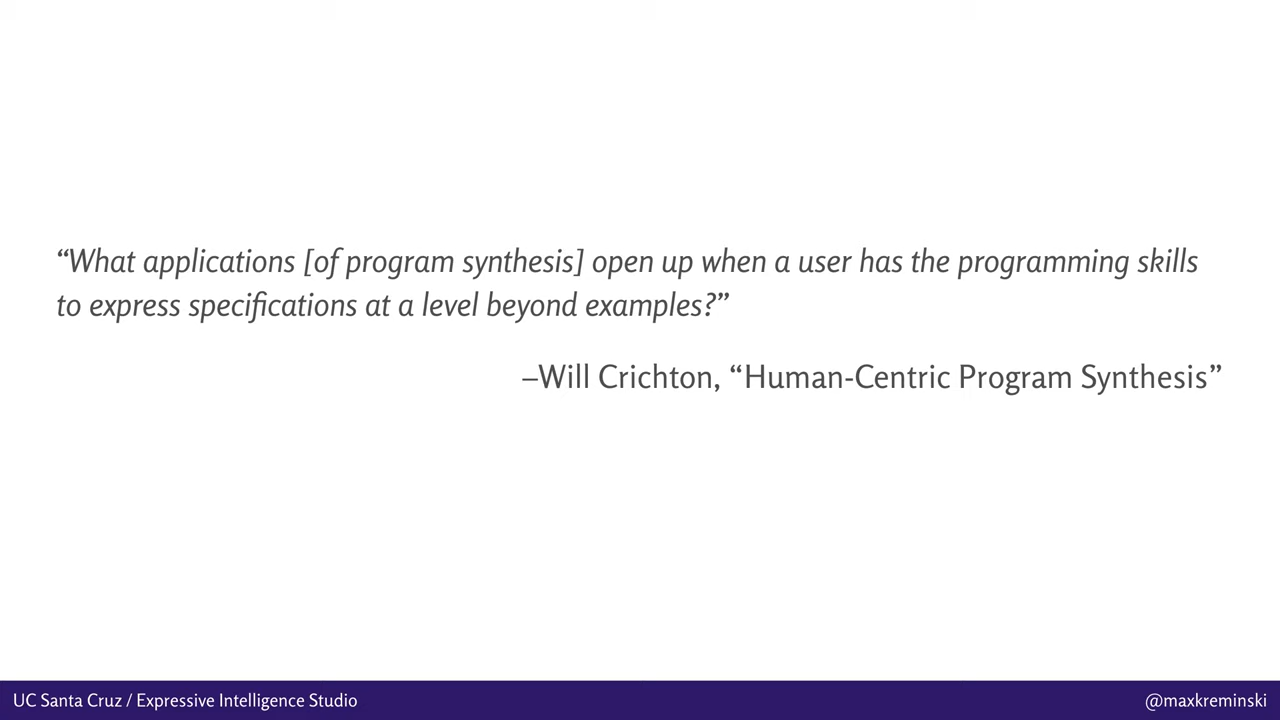 “What applications [of program synthesis] open up when a user has the programming skills
to express specifications at a level beyond examples?”
–Will Crichton, “Human-Centric Program Synthesis”
UC Santa Cruz / Expressive Intelligence Studio
@maxkreminski